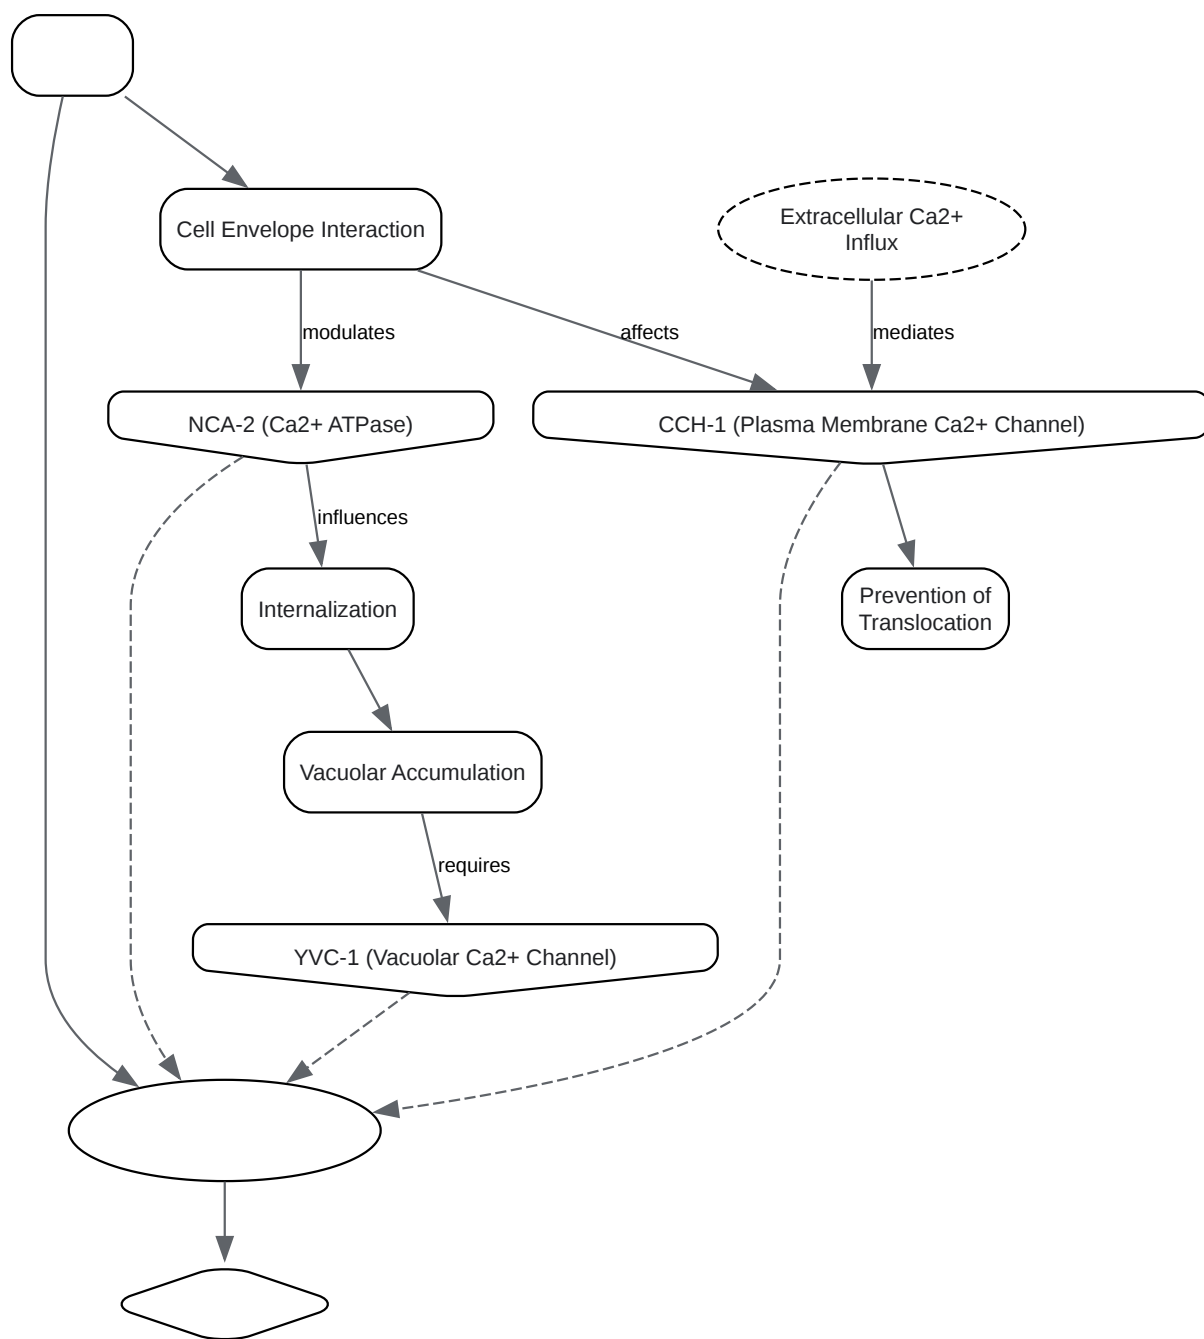 Cell Envelope Interaction
Extracellular Ca2+
Influx
modulates
affects
mediates
NCA-2 (Ca2+ ATPase)
CCH-1 (Plasma Membrane Ca2+ Channel)
influences
Internalization
Prevention of
Translocation
Vacuolar Accumulation
requires
YVC-1 (Vacuolar Ca2+ Channel)